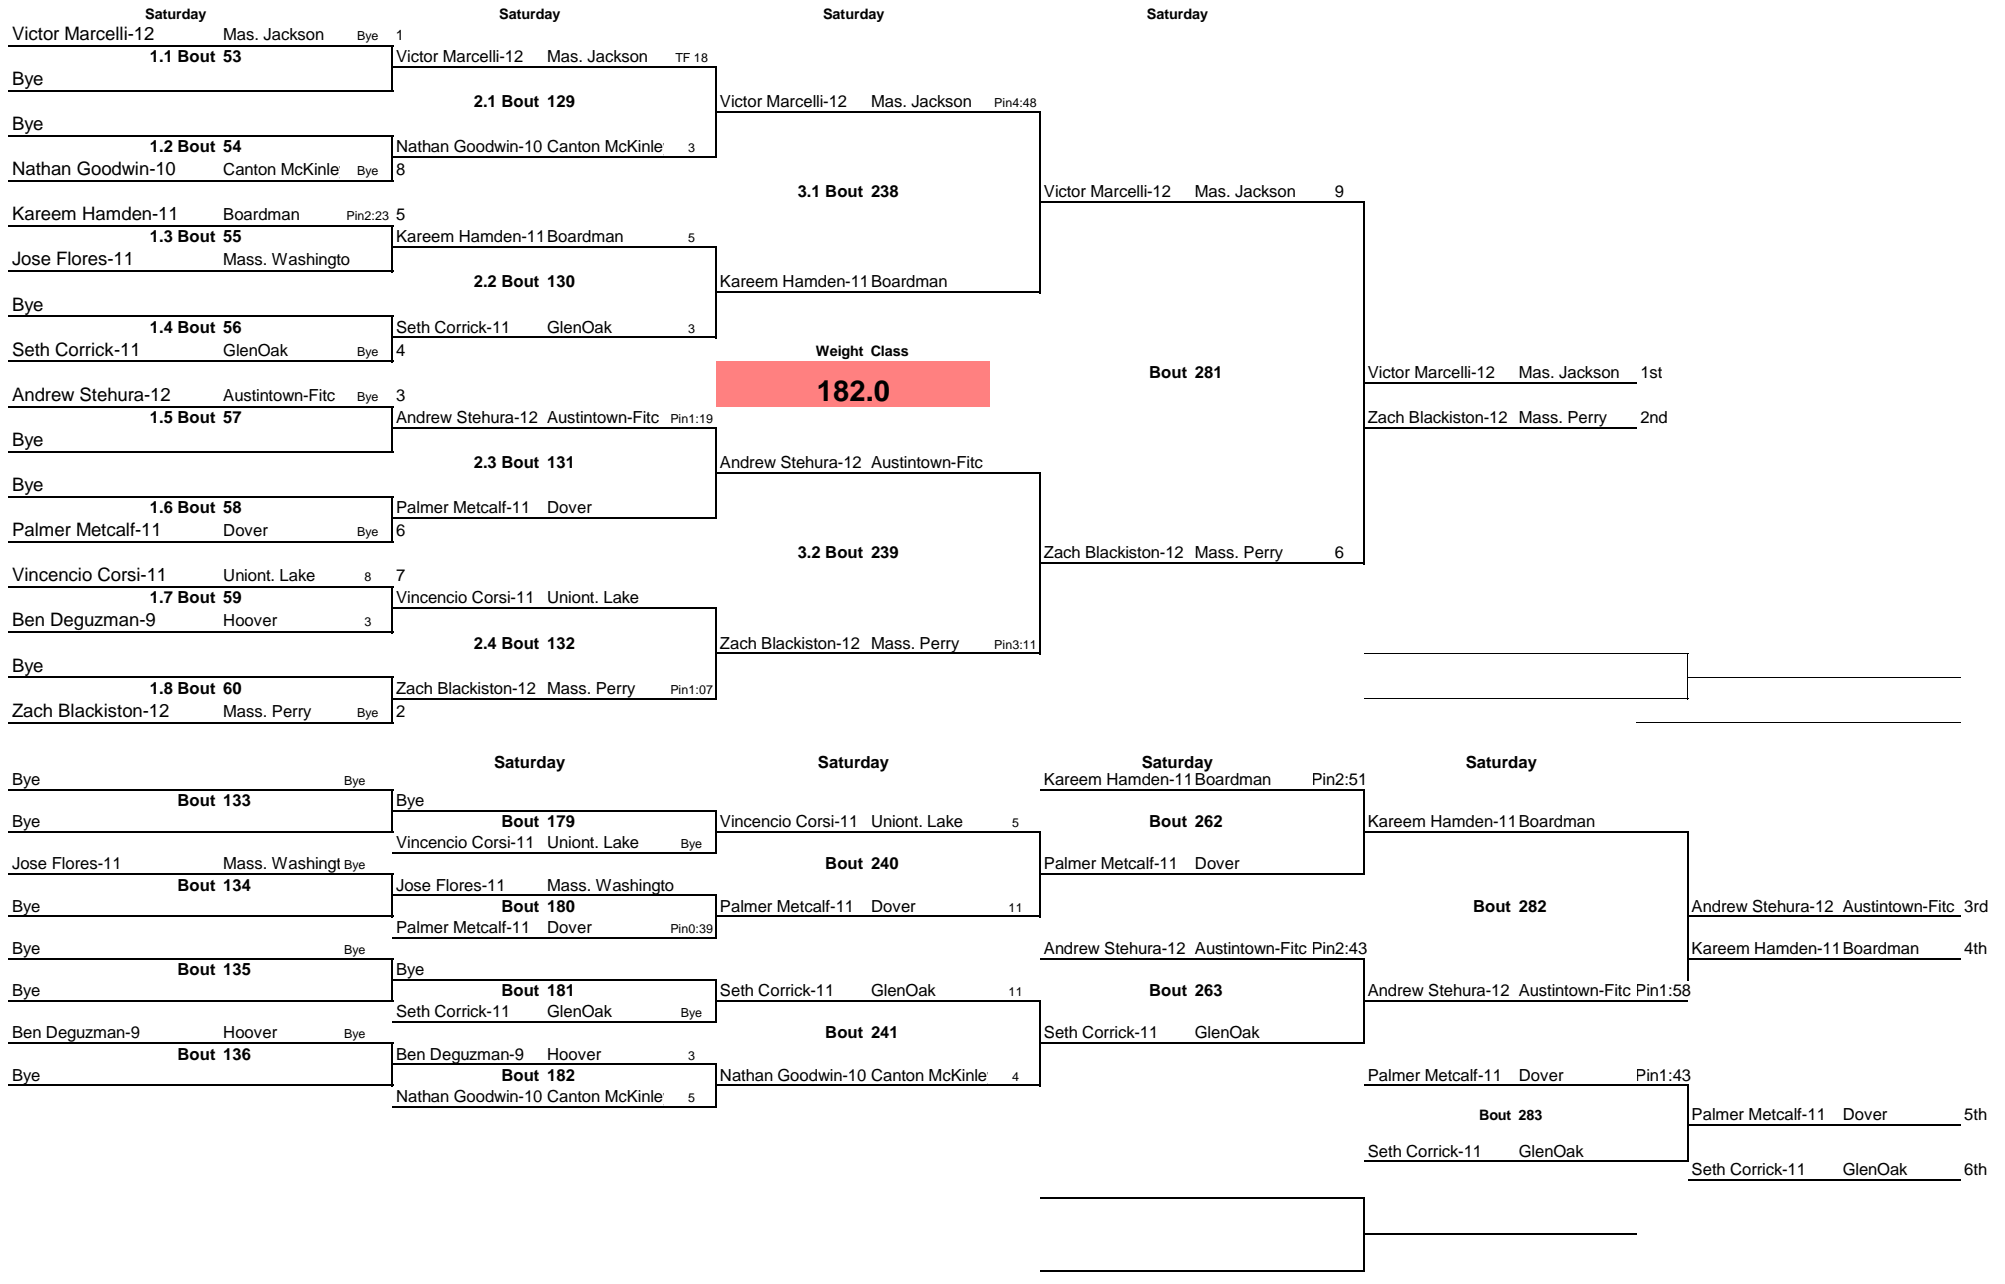 Saturday Saturday Saturday Saturday
Victor Marcelli-12 Mas. Jackson Bye 1
1.1 Bout 53 Victor Marcelli-12 Mas. Jackson TF 18
Bye
2.1 Bout 129 Victor Marcelli-12 Mas. Jackson Pin4:48
Bye
1.2 Bout 54 Nathan Goodwin-10 Canton McKinle 3
Nathan Goodwin-10 Canton McKinle Bye 8
3.1 Bout 238 Victor Marcelli-12 Mas. Jackson 9
Kareem Hamden-11 Boardman Pin2:23 5
1.3 Bout 55 Kareem Hamden-11 Boardman 5
Jose Flores-11 Mass. Washingto
2.2 Bout 130 Kareem Hamden-11 Boardman
Bye
1.4 Bout 56 Seth Corrick-11 GlenOak 3
Seth Corrick-11 GlenOak Bye 4 Weight Class
Bout 281 Victor Marcelli-12 Mas. Jackson 1st
Andrew Stehura-12 Austintown-Fitc Bye 3 182.0
1.5 Bout 57 Andrew Stehura-12 Austintown-Fitc Pin1:19 Zach Blackiston-12 Mass. Perry 2nd
Bye
2.3 Bout 131 Andrew Stehura-12 Austintown-Fitc
Bye
1.6 Bout 58 Palmer Metcalf-11 Dover
Palmer Metcalf-11 Dover Bye 6
3.2 Bout 239 Zach Blackiston-12 Mass. Perry 6
Vincencio Corsi-11 Uniont. Lake 8 7
1.7 Bout 59 Vincencio Corsi-11 Uniont. Lake
Ben Deguzman-9 Hoover 3
2.4 Bout 132 Zach Blackiston-12 Mass. Perry Pin3:11
Bye
1.8 Bout 60 Zach Blackiston-12 Mass. Perry Pin1:07
Zach Blackiston-12 Mass. Perry Bye 2
Saturday Saturday Saturday Saturday
Bye Bye Kareem Hamden-11 Boardman Pin2:51
Bout 133 Bye
Bye Bout 179 Vincencio Corsi-11 Uniont. Lake 5 Bout 262 Kareem Hamden-11 Boardman
Vincencio Corsi-11 Uniont. Lake Bye
Jose Flores-11 Mass. Washingt Bye Bout 240 Palmer Metcalf-11 Dover
Bout 134 Jose Flores-11 Mass. Washingto
Bye Bout 180 Palmer Metcalf-11 Dover 11 Bout 282 Andrew Stehura-12 Austintown-Fitc 3rd
Palmer Metcalf-11 Dover Pin0:39
Bye Bye Andrew Stehura-12 Austintown-Fitc Pin2:43 Kareem Hamden-11 Boardman 4th
Bout 135 Bye
Bye Bout 181 Seth Corrick-11 GlenOak 11 Bout 263 Andrew Stehura-12 Austintown-Fitc Pin1:58
Seth Corrick-11 GlenOak Bye
Ben Deguzman-9 Hoover Bye Bout 241 Seth Corrick-11 GlenOak
Bout 136 Ben Deguzman-9 Hoover 3
Bye Bout 182 Nathan Goodwin-10 Canton McKinle 4 Palmer Metcalf-11 Dover Pin1:43
Nathan Goodwin-10 Canton McKinle 5
Bout 283 Palmer Metcalf-11 Dover 5th
Seth Corrick-11 GlenOak
Seth Corrick-11 GlenOak 6th